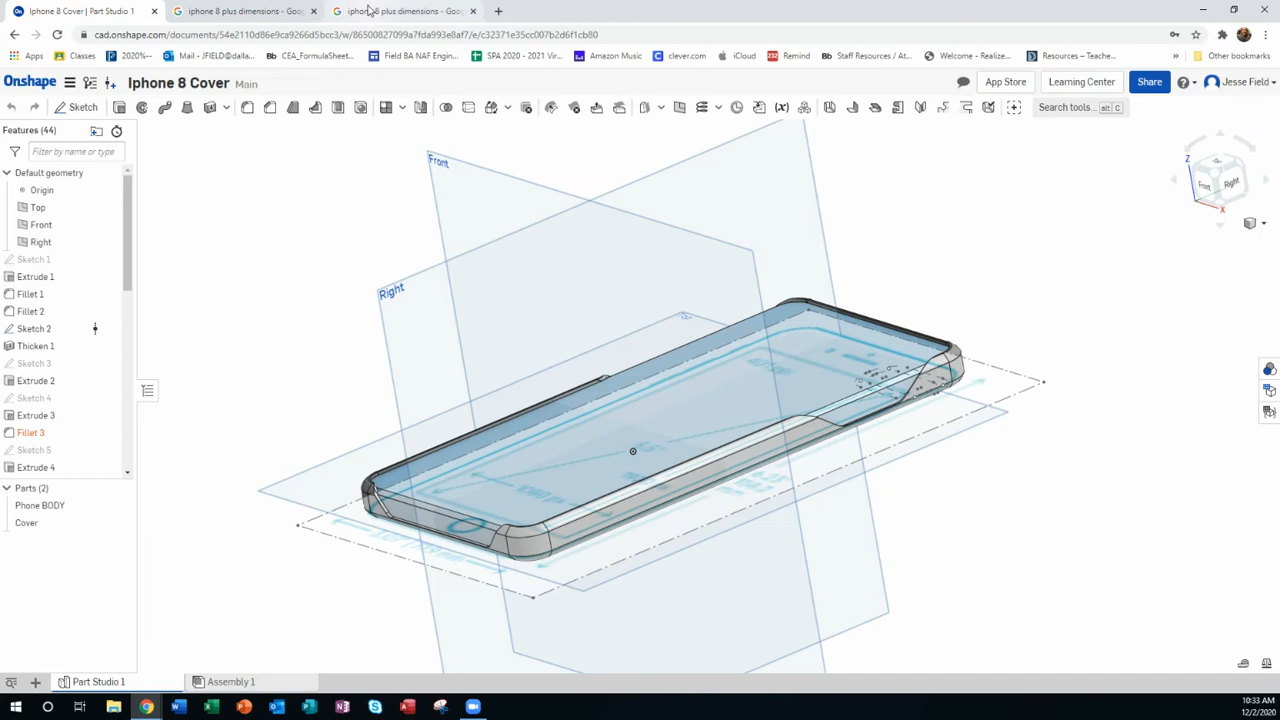 Iphone 8 Cover | Part Studio 1
iphone 8 plus dimensions - Goog
iphone 8 plus dimensions - Goog
cad.onshape.com/documents/54e2110d86e9ca9266d5bcc3/w/86500827099a7fda993e8af7/e/c32371e35cc007b2d6f1cb80
Apps
Classes
2020%--
CEA_FormulaSheet...
Field BA NAF Engin...
SPA 2020 - 2021 Vir...
Amazon Music
clever.com
iCloud
Remind
Staff Resources / At...
Welcome - Realize...
Resources – Teache...
Other bookmarks
Onshape
Iphone 8 Cover
Main
App Store
Learning Center
Share
Jesse Field
Sketch
Search tools...
alt
C
Features (44)
Filter by name or type
Default geometry
Origin
Top
Front
Right
Sketch 1
Extrude 1
Fillet 1
Fillet 2
Sketch 2
Thicken 1
Sketch 3
Extrude 2
Sketch 4
Extrude 3
Fillet 3
Sketch 5
Extrude 4
Parts (2)
Phone BODY
Cover
Front
Right
Z
Front
Right
X
Part Studio 1
Assembly 1
10:33 AM
12/2/2020